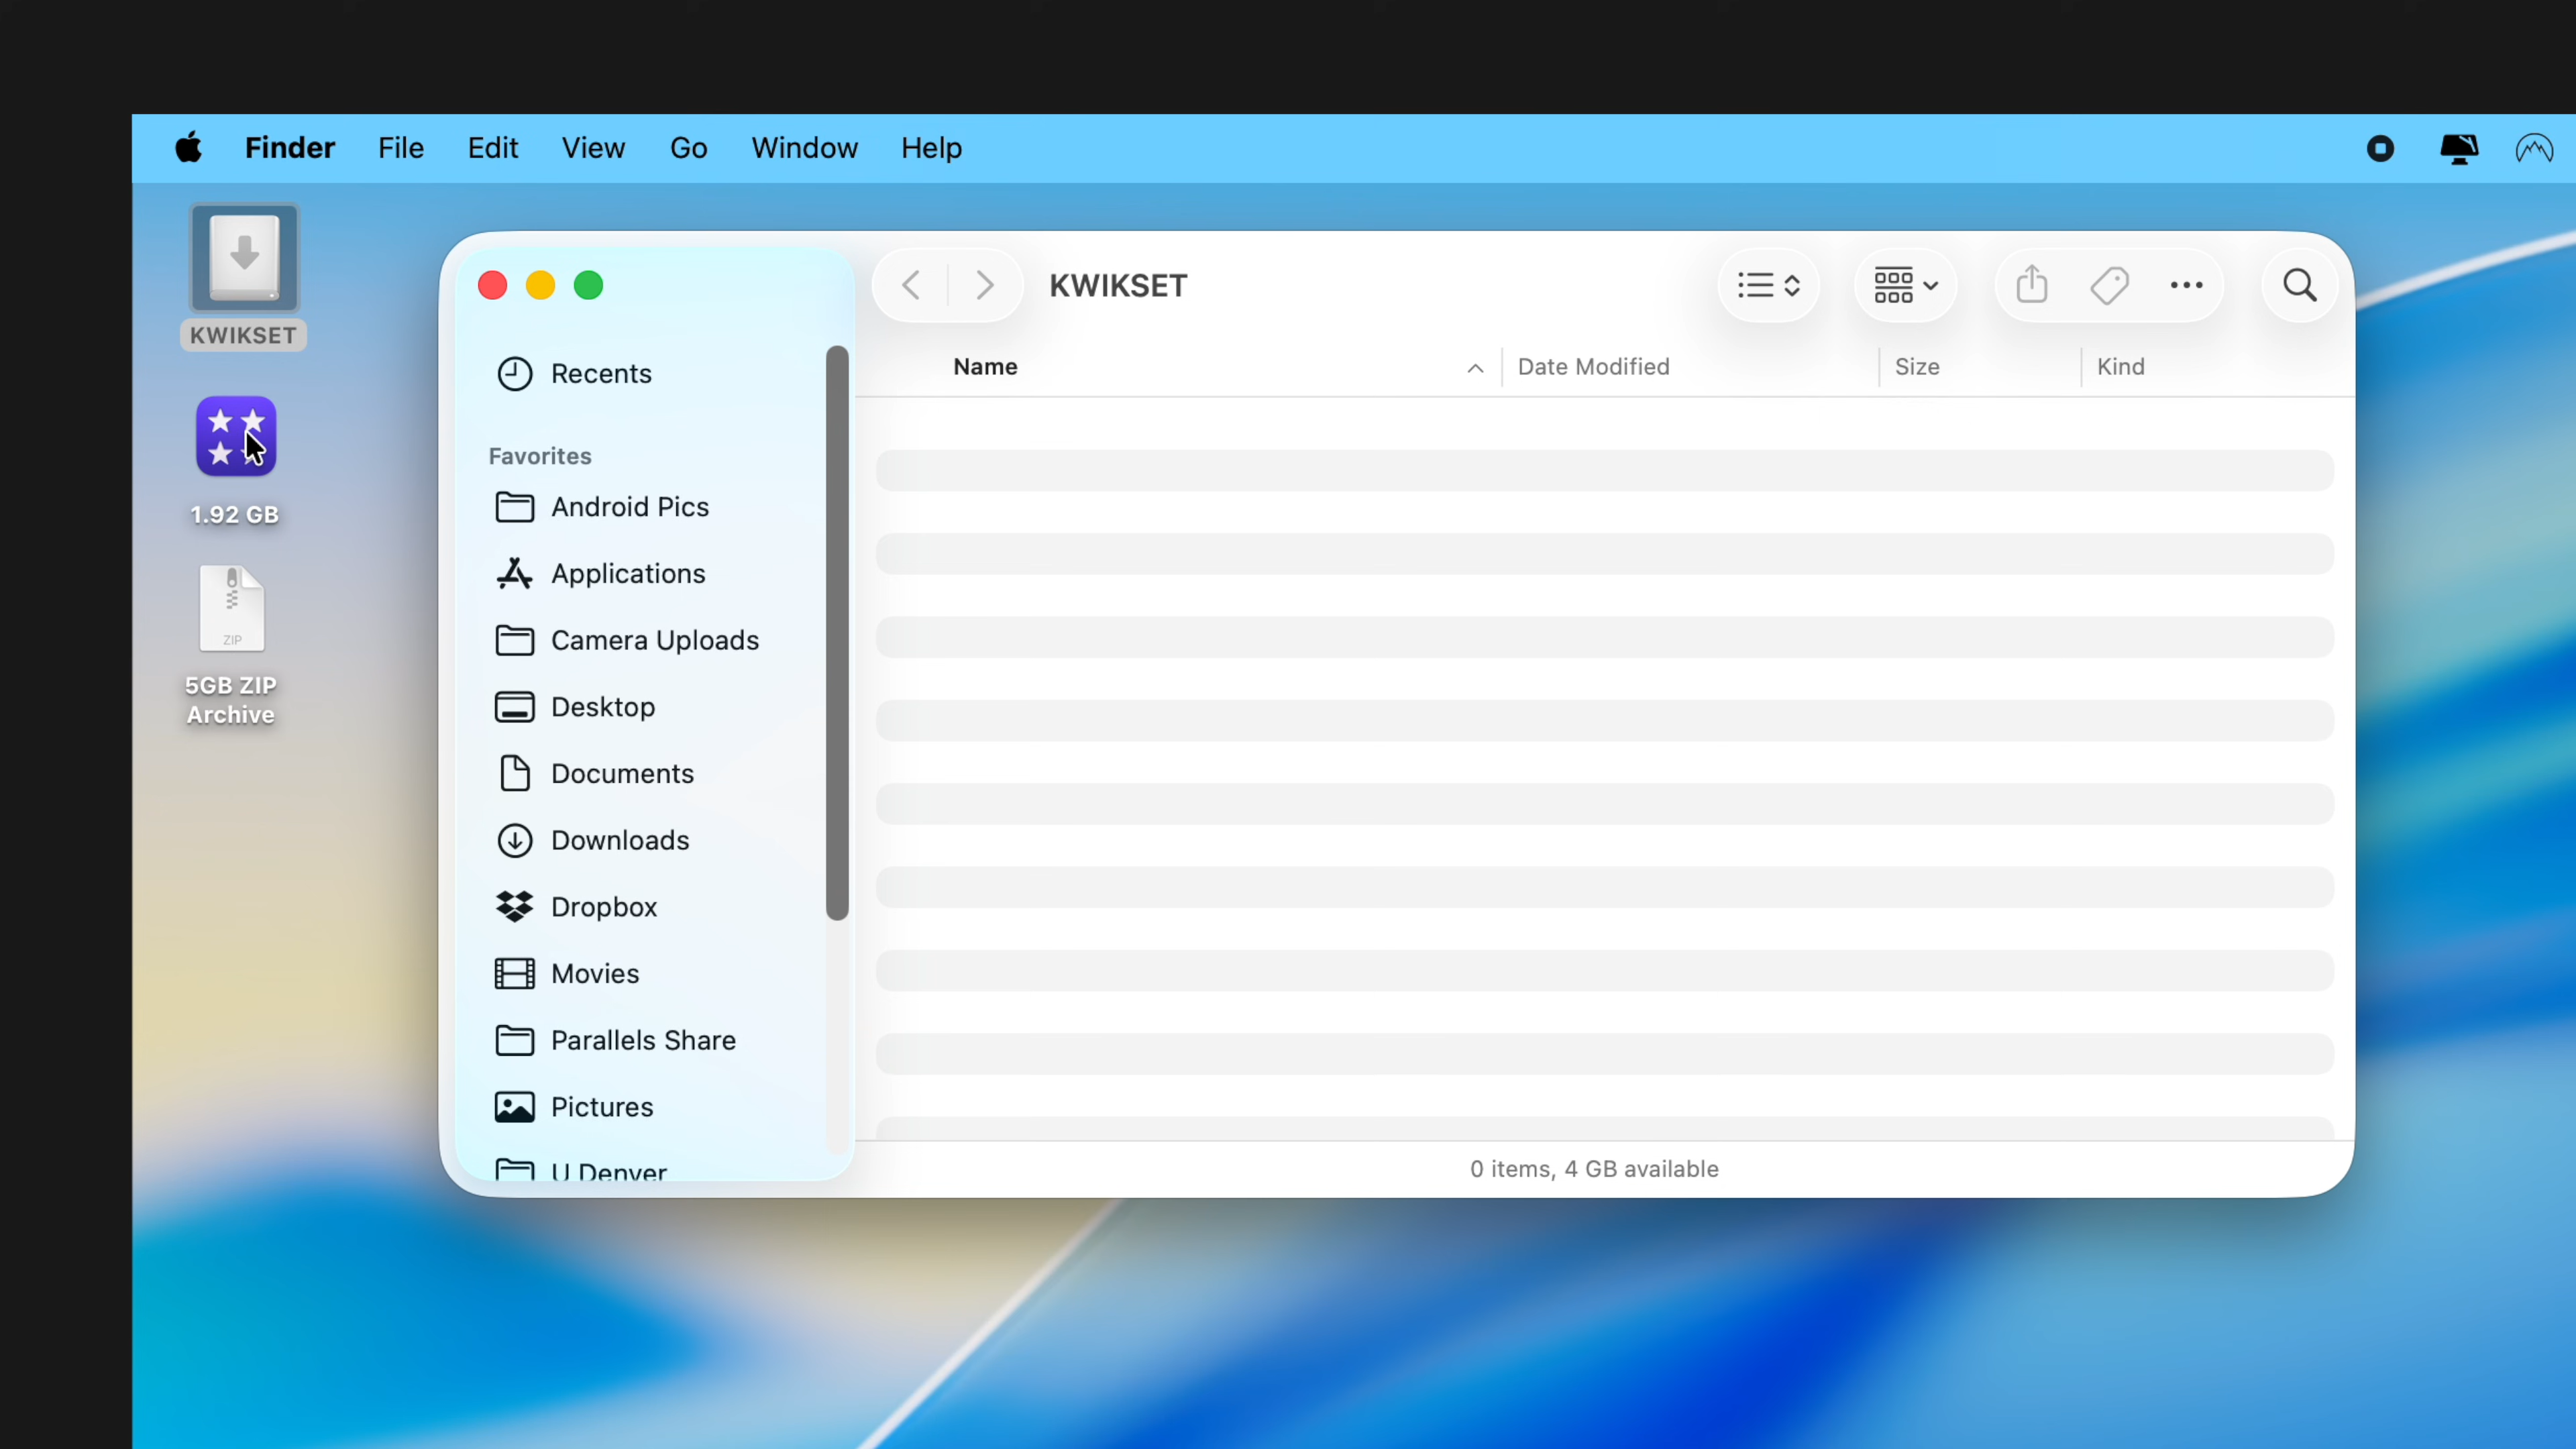 Finder File Edit View Go Window Help
KWIKSET
1.92 GB
ZIP
5GB ZIP
Archive
KWIKSET
Recents
Favorites
Android Pics
Applications
Camera Uploads
Desktop
Documents
Downloads
Dropbox
Movies
Parallels Share
Pictures
U Denver
Name Date Modified Size Kind
0 items, 4 GB available